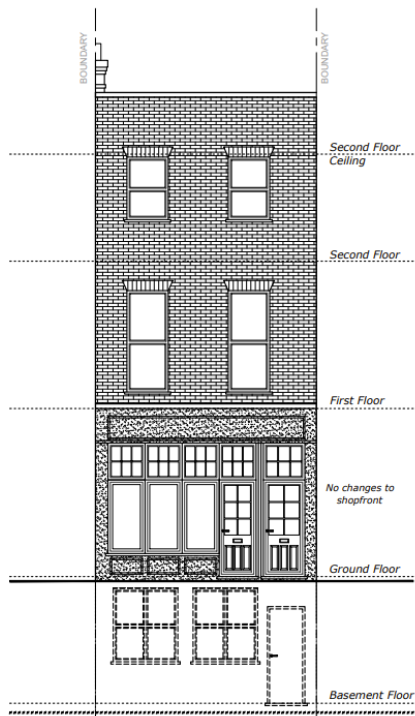 BOUNDARY
BOUNDARY
Second Floor
Ceiling
Second Floor
First Floor
No changes to
shopfront
Ground Floor
Basement Floor